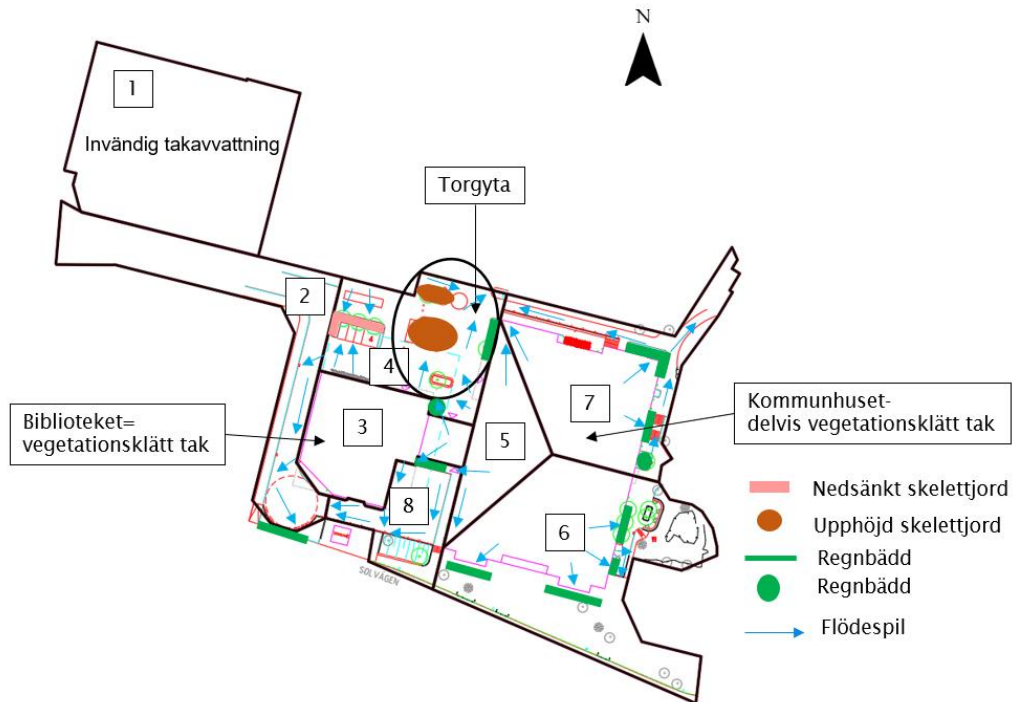 N
1
Invändig takavvattning
Torgyta
2
4
Biblioteket=
vegetationsklätt tak
3
5
7
Kommunhuset-
delvis vegetationsklätt tak
8
6
SOLVÄGEN
Nedsänkt skelettjord
Upphöjd skelettjord
Regnbädd
Regnbädd
Flödespil